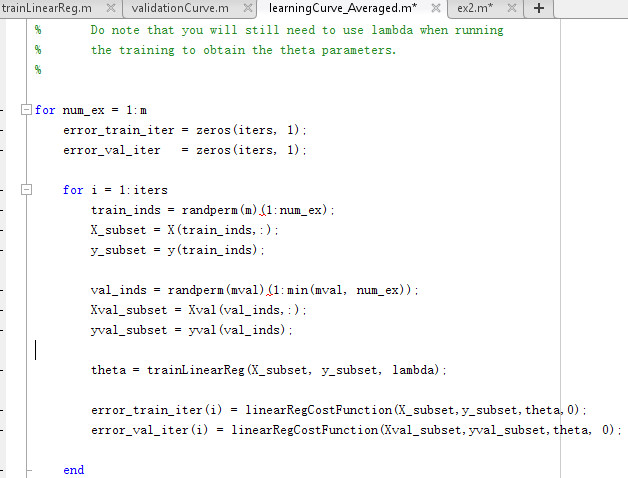 trainLinearReg.m validationCurve.m learningCurve_Averaged.m* ex2.m*
% Do note that you will still need to use lambda when running
% the training to obtain the theta parameters.
%
for num_ex = 1:m
error_train_iter = zeros(iters, 1);
error_val_iter = zeros(iters, 1);
for i = 1:iters
train_inds = randperm(m)(1:num_ex);
X_subset = X(train_inds,:);
y_subset = y(train_inds);
val_inds = randperm(mval)(1:min(mval, num_ex));
Xval_subset = Xval(val_inds,:);
yval_subset = yval(val_inds);
theta = trainLinearReg(X_subset, y_subset, lambda);
error_train_iter(i) = linearRegCostFunction(X_subset,y_subset,theta,0);
error_val_iter(i) = linearRegCostFunction(Xval_subset,yval_subset,theta, 0);
end